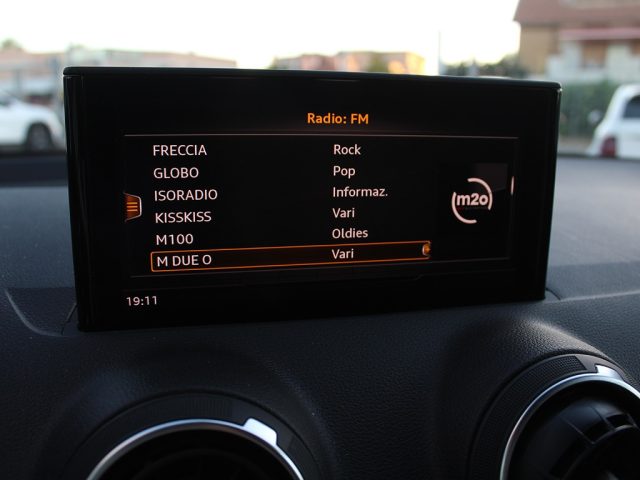 Radio: FM
FRECCIA Rock
GLOBO Pop
ISORADIO Informaz.
KISSKISS Vari
M100 Oldies
M DUE O Vari
m2o
19:11